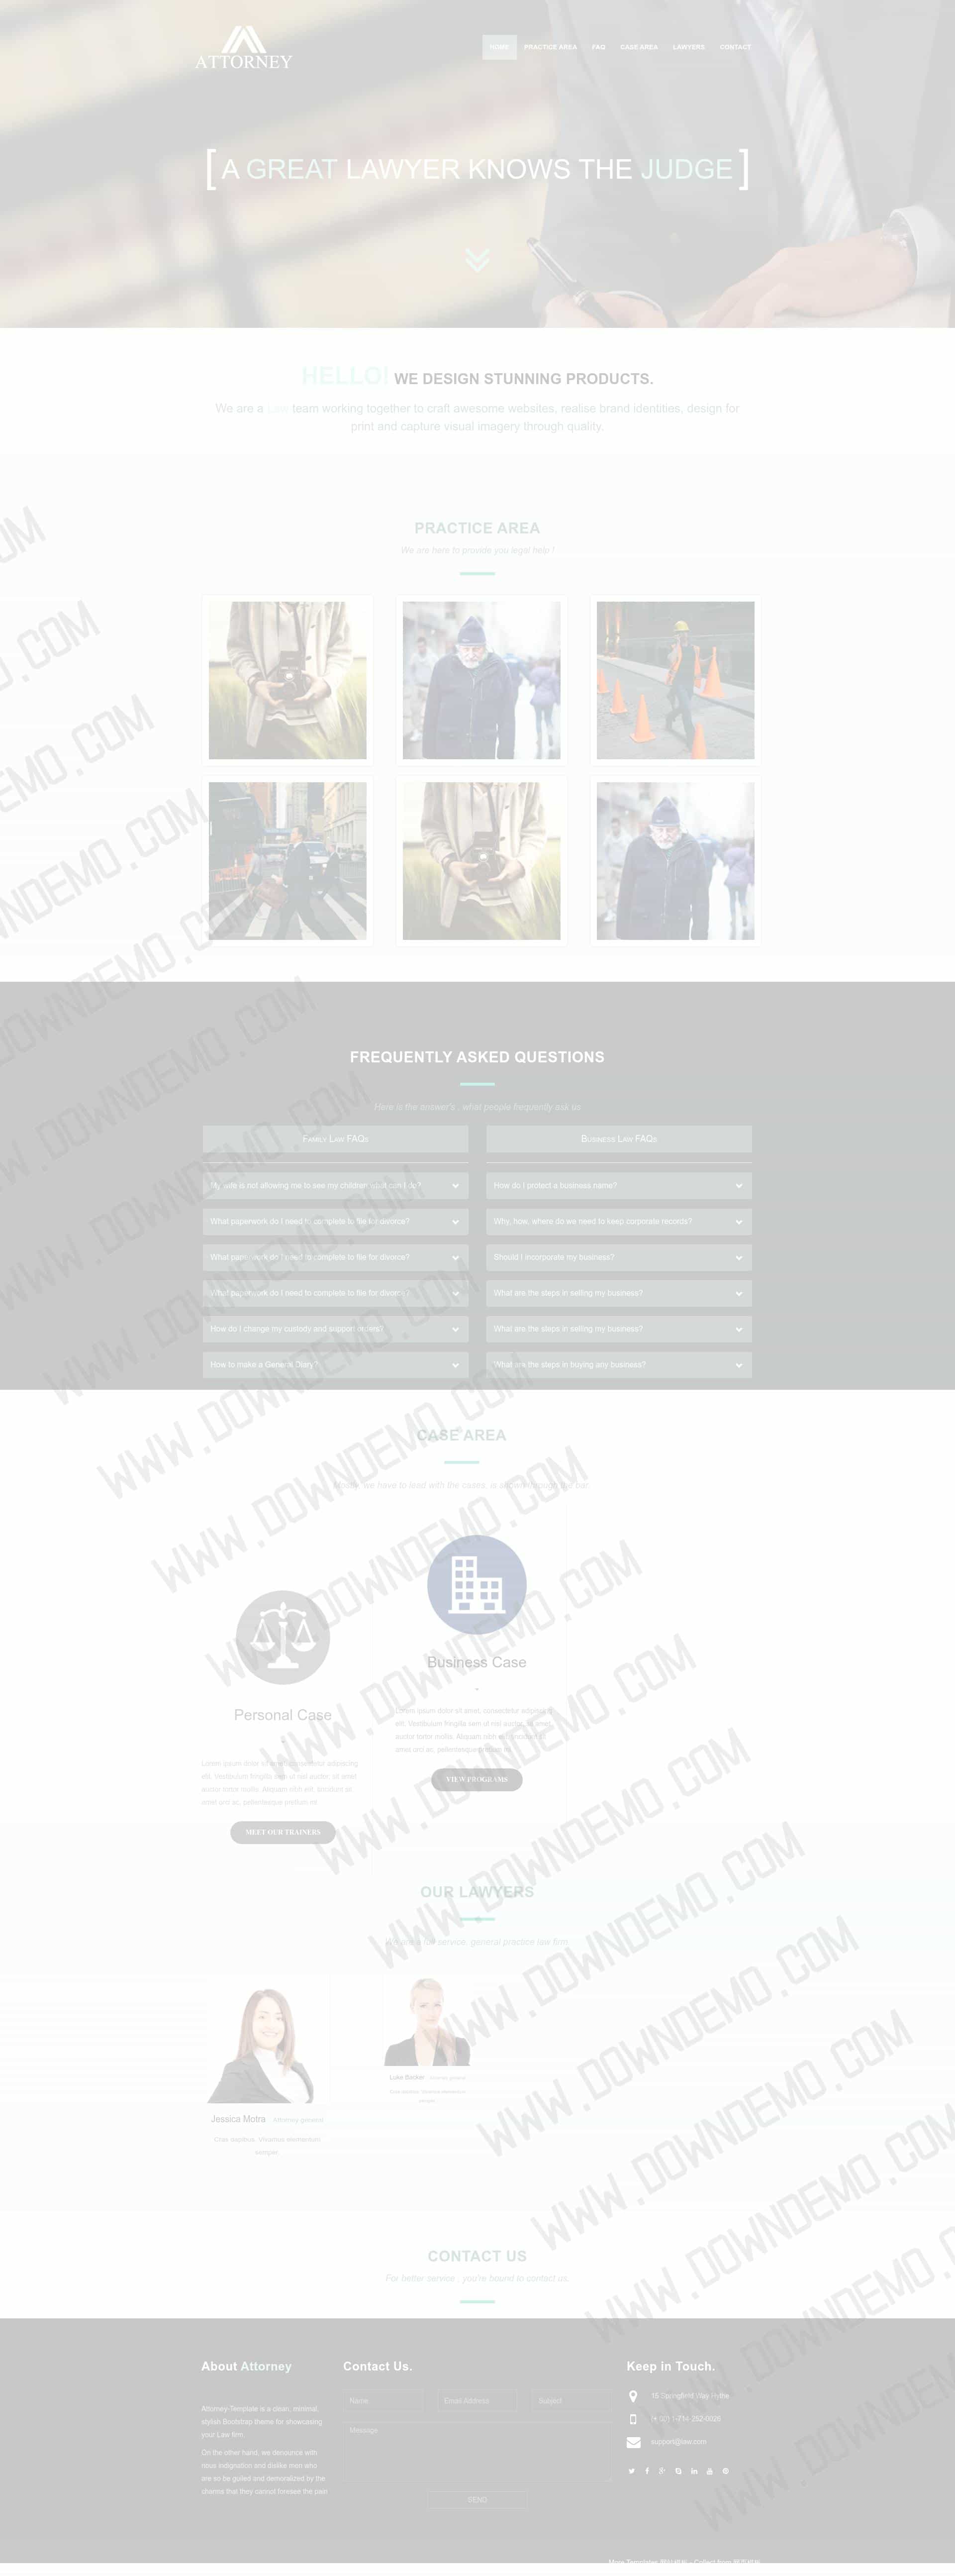 ATTORNEY
HOME PRACTICE AREA FAQ CASE AREA LAWYERS CONTACT
[ A GREAT LAWYER KNOWS THE JUDGE ]
HELLO! WE DESIGN STUNNING PRODUCTS.
We are a Law team working together to craft awesome websites, realise brand identities, design for
print and capture visual imagery through quality.
PRACTICE AREA
We are here to provide you legal help !
FREQUENTLY ASKED QUESTIONS
Here is the answer's . what people frequently ask us
Family Law FAQs
My wife is not allowing me to see my children what can I do?
What paperwork do I need to complete to file for divorce?
What paperwork do I need to complete to file for divorce?
What paperwork do I need to complete to file for divorce?
How do I change my custody and support orders?
How to make a General Diary?
Business Law FAQs
How do I protect a business name?
Why, how, where do we need to keep corporate records?
Should I incorporate my business?
What are the steps in selling my business?
What are the steps in selling my business?
What are the steps in buying any business?
CASE AREA
Mostly, we have to lead with the cases, is shown through the bar.
Personal Case
Lorem ipsum dolor sit amet, consectetur adipiscing
elit. Vestibulum fringilla sem ut nisl auctor, sit amet
auctor tortor mollis. Aliquam nibh elit, tincidunt sit
amet orci ac, pellentesque pretium mi
MEET OUR TRAINERS
Business Case
Lorem ipsum dolor sit amet, consectetur adipiscing
elit. Vestibulum fringilla sem ut nisl auctor, sit amet
auctor tortor mollis. Aliquam nibh elit, tincidunt sit
amet orci ac, pellentesque pretium mi
VIEW PROGRAMS
OUR LAWYERS
We are a full service, general practice law firm.
Jessica Motra Attorney general
Cras dapibus, vivamus elementum
semper.
Luke Becker
CONTACT US
For better service . you're bound to contact us.
About Attorney
Attorney-Template is a clean, minimal,
stylish Bootstrap theme for showcasing
your Law firm.
On the other hand, we denounce with
ntous indignation and dislike men who
are so be guiled and demoralized by the
charms that they cannot foresee the pain
Contact Us.
Name
Email Address
Subject
Message
SEND
Keep in Touch.
15 Springfield Way Hythe
1-714-252-0026
support@law.com
WWW.DOWNDEMO.COM